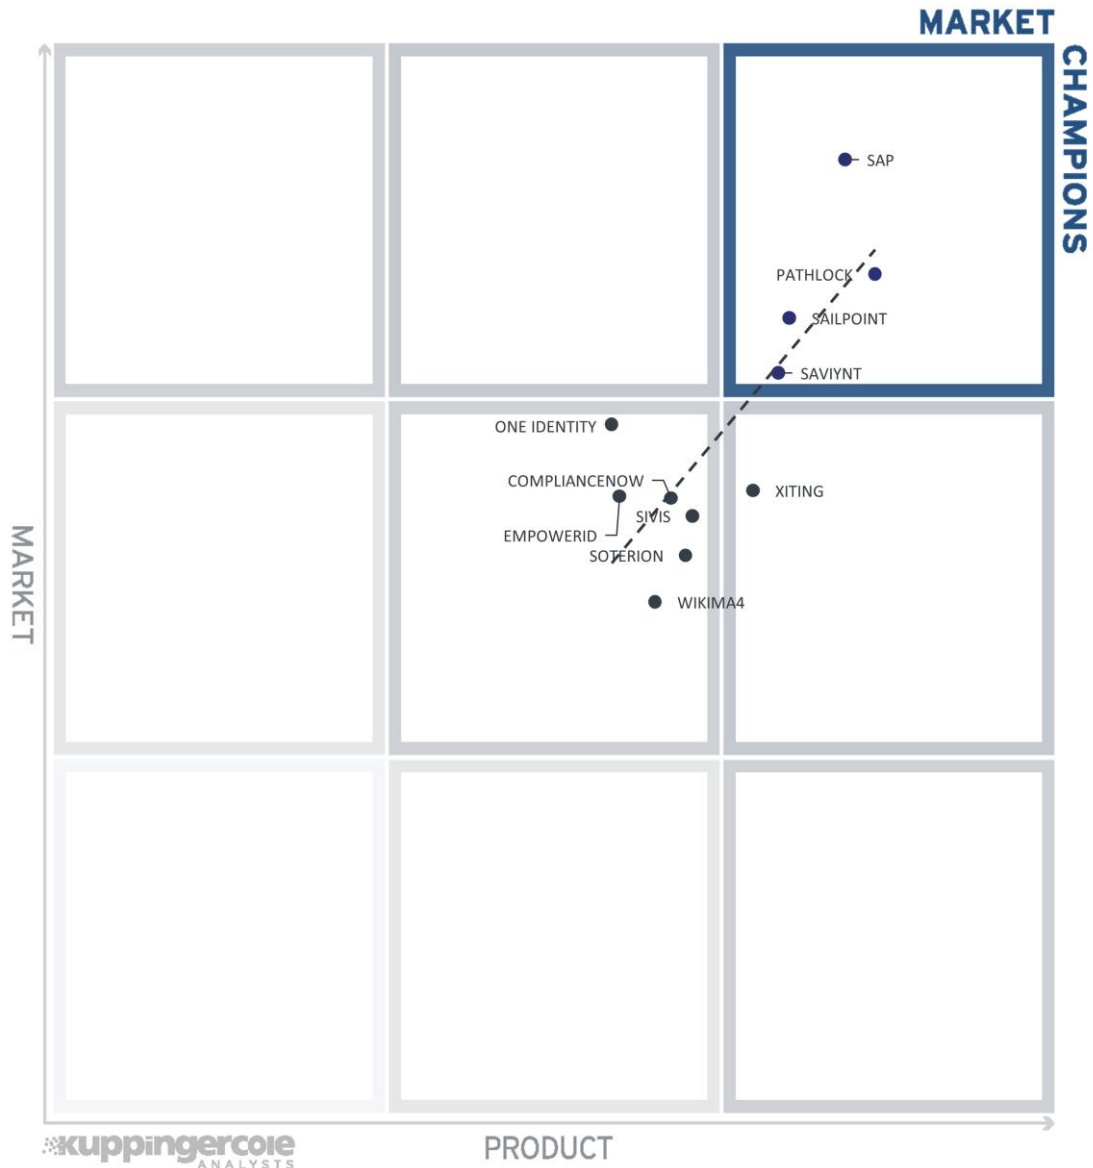 MARKET
CHAMPIONS
SAP
PATHLOCK
SAILPOINT
SAVIYNT
ONE IDENTITY
COMPLIANCENOW
XITING
SIVIS
EMPOWERID
SOTERION
WIKIMA4
MARKET
PRODUCT
kuppingercole
ANALYSTS